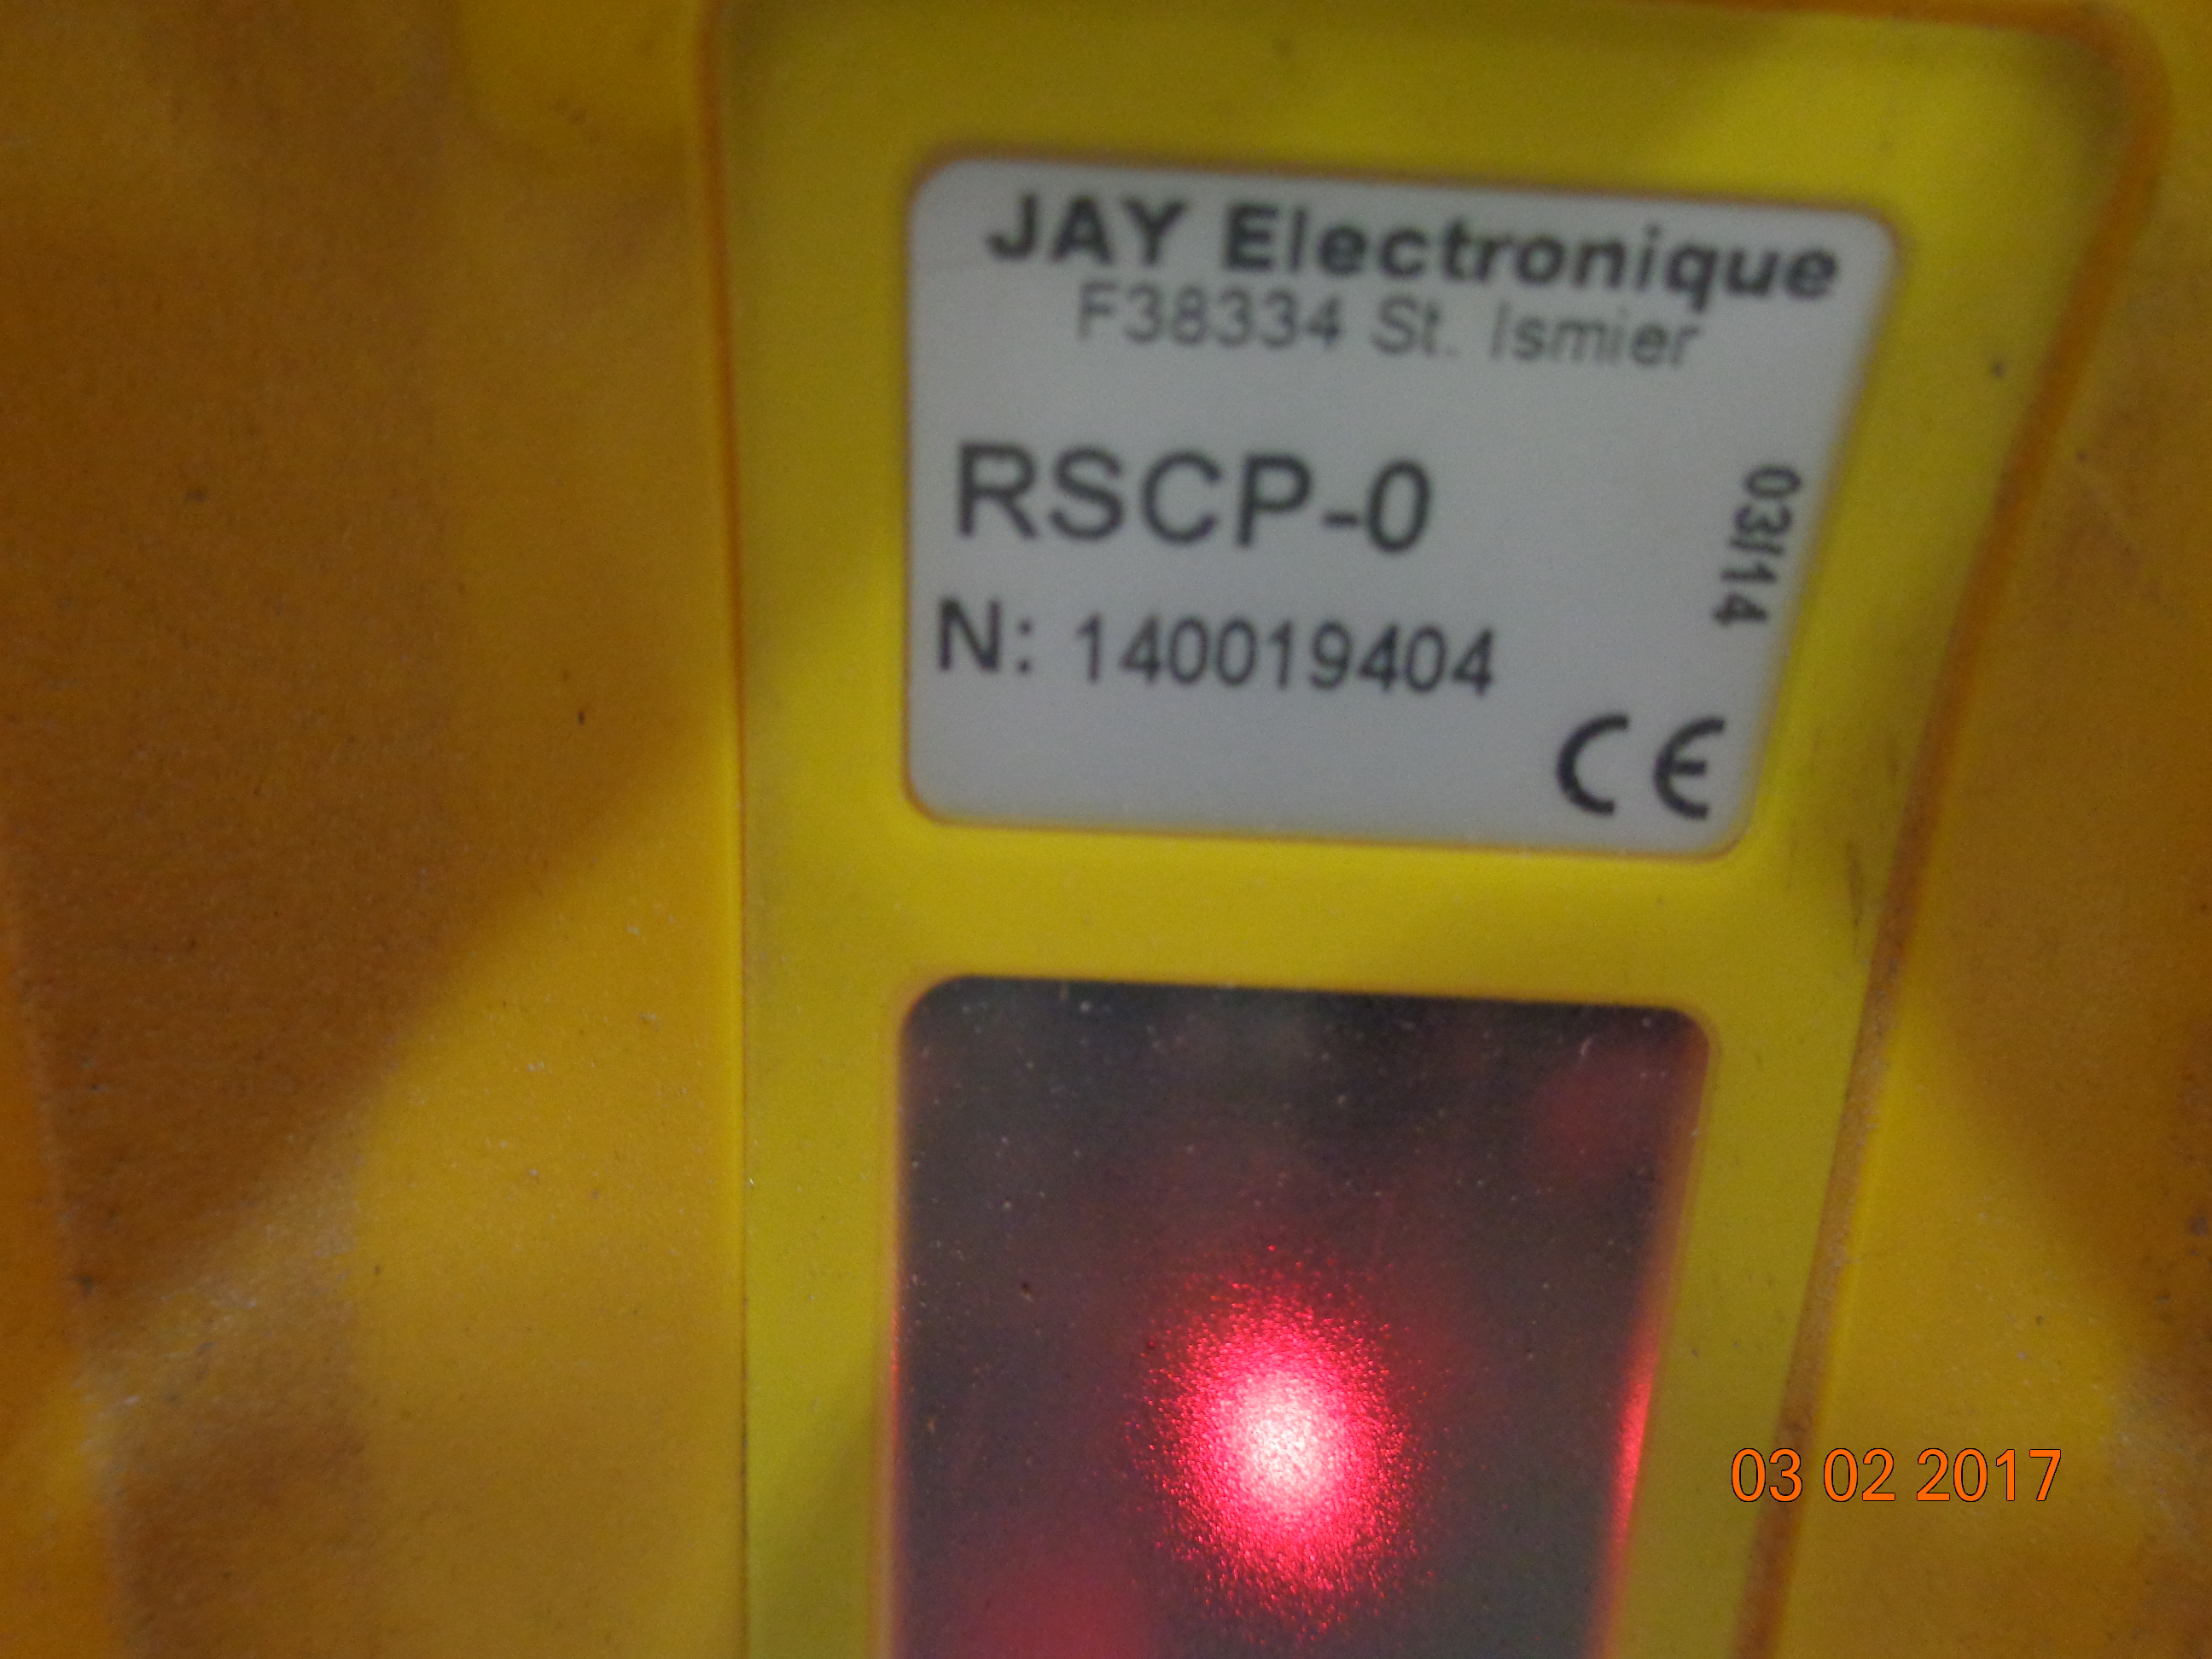 JAY Electronique
F38334 St. Ismier
RSCP-0
03/14
N: 140019404
CE
03 02 2017